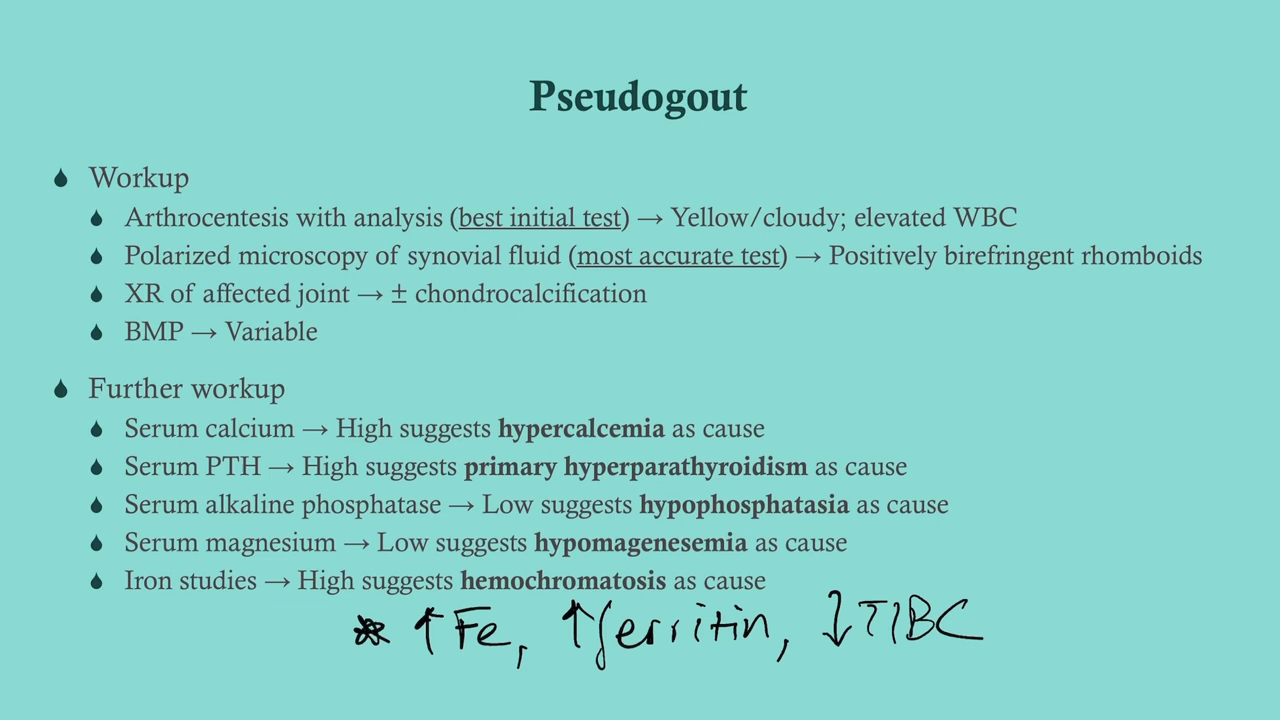 Pseudogout
Workup
Arthrocentesis with analysis (best initial test) → Yellow/cloudy; elevated WBC
Polarized microscopy of synovial fluid (most accurate test) → Positively birefringent rhomboids
XR of affected joint → ± chondrocalcification
BMP → Variable
Further workup
Serum calcium → High suggests hypercalcemia as cause
Serum PTH → High suggests primary hyperparathyroidism as cause
Serum alkaline phosphatase → Low suggests hypophosphatasia as cause
Serum magnesium → Low suggests hypomagenesemia as cause
Iron studies → High suggests hemochromatosis as cause
* ↑Fe, ↑ferritin, ↓TIBC